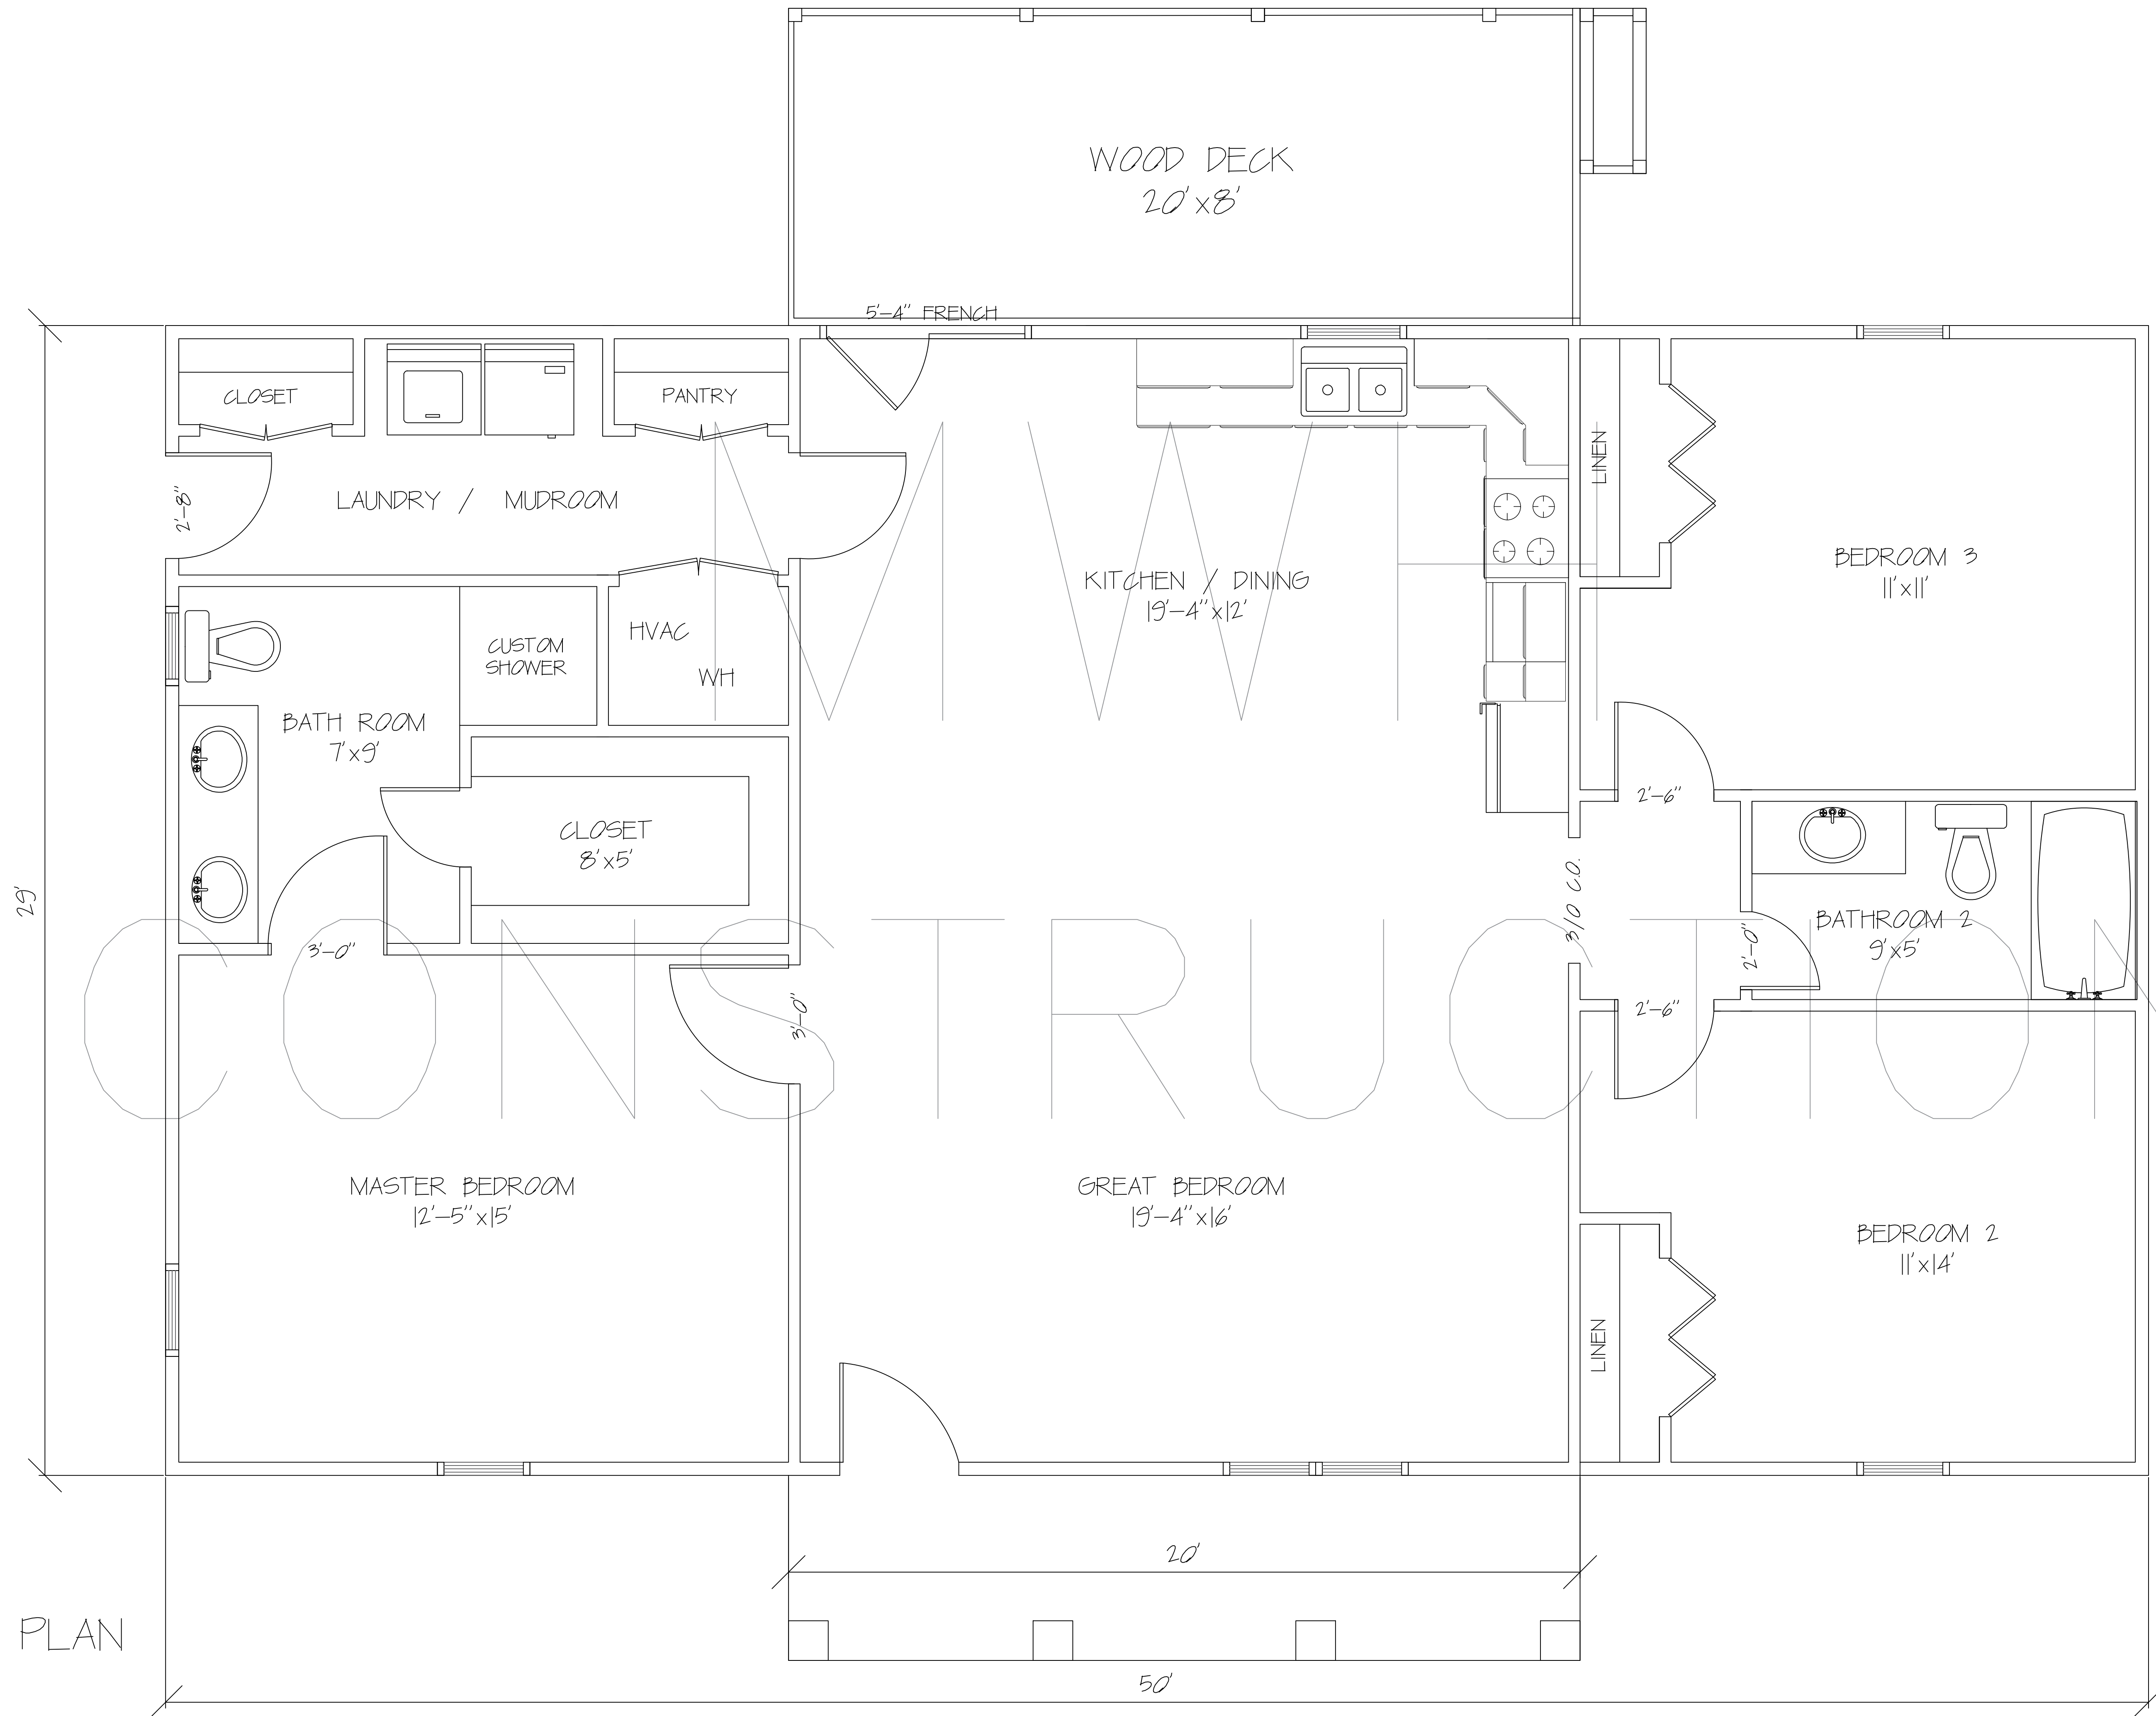 WOOD DECK
20'x8'
5'-4" FRENCH
CLOSET
PANTRY
LINEN
2'-8"
LAUNDRY / MUDROOM
MWH
BEDROOM 3
11'x11'
KITCHEN / DINING
19'-4"x12'
HVAC
WH
CUSTOM
SHOWER
BATH ROOM
7'x9'
2'-6"
CLOSET
8'x5'
29'
3/0 C.O.
BATHROOM 2
9'x5'
2'-0"
3'-0"
3'-0"
2'-6"
CONSTRUCTION
MASTER BEDROOM
12'-5"x15'
GREAT BEDROOM
19'-4"x16'
BEDROOM 2
11'x14'
LINEN
20'
PLAN
50'